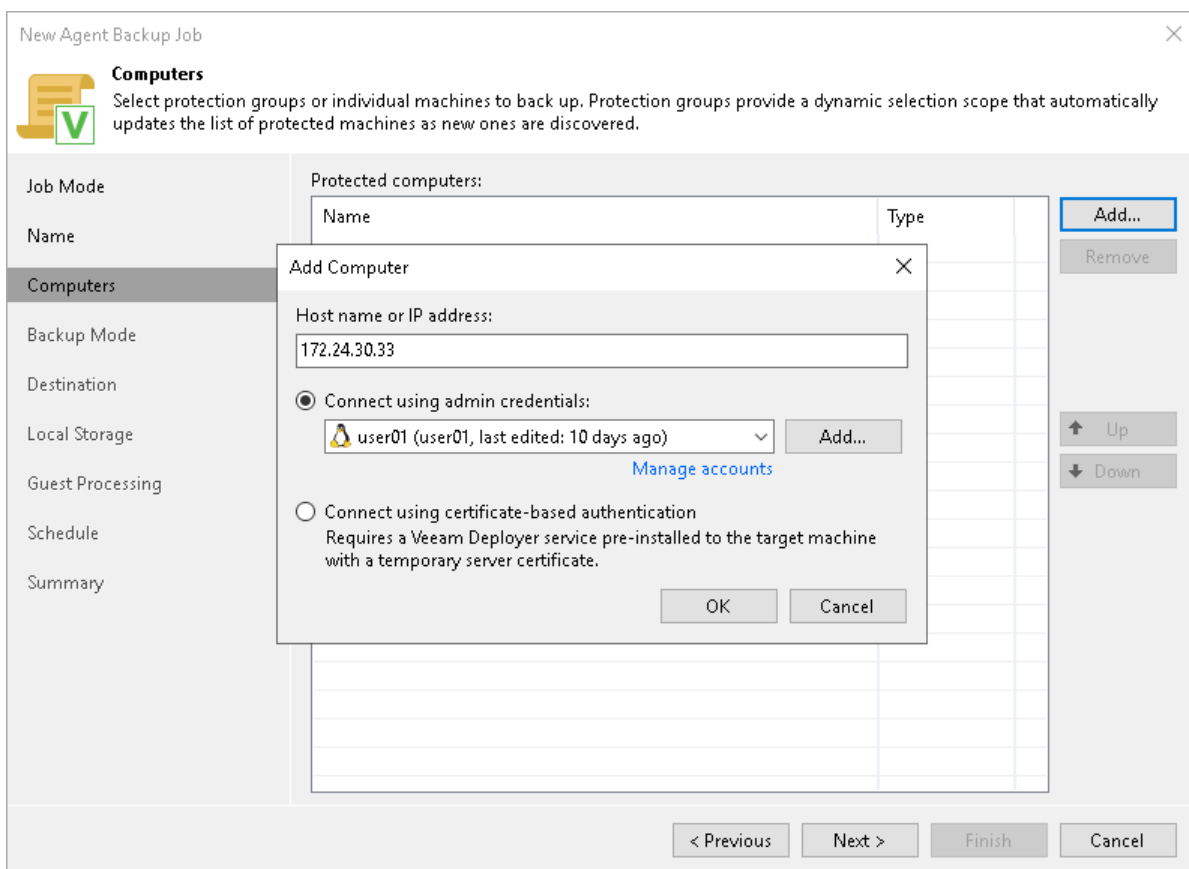 New Agent Backup Job
Computers
Select protection groups or individual machines to back up. Protection groups provide a dynamic selection scope that automatically
updates the list of protected machines as new ones are discovered.
V
Job Mode
Name
Computers
Backup Mode
Destination
Local Storage
Guest Processing
Schedule
Summary
Protected computers:
Name Type
Add...
Remove
Up
Down
Add Computer
Host name or IP address:
172.24.30.33
Connect using admin credentials:
user01 (user01, last edited: 10 days ago) Add...
Manage accounts
Connect using certificate-based authentication
Requires a Veeam Deployer service pre-installed to the target machine
with a temporary server certificate.
OK Cancel
< Previous Next > Finish Cancel